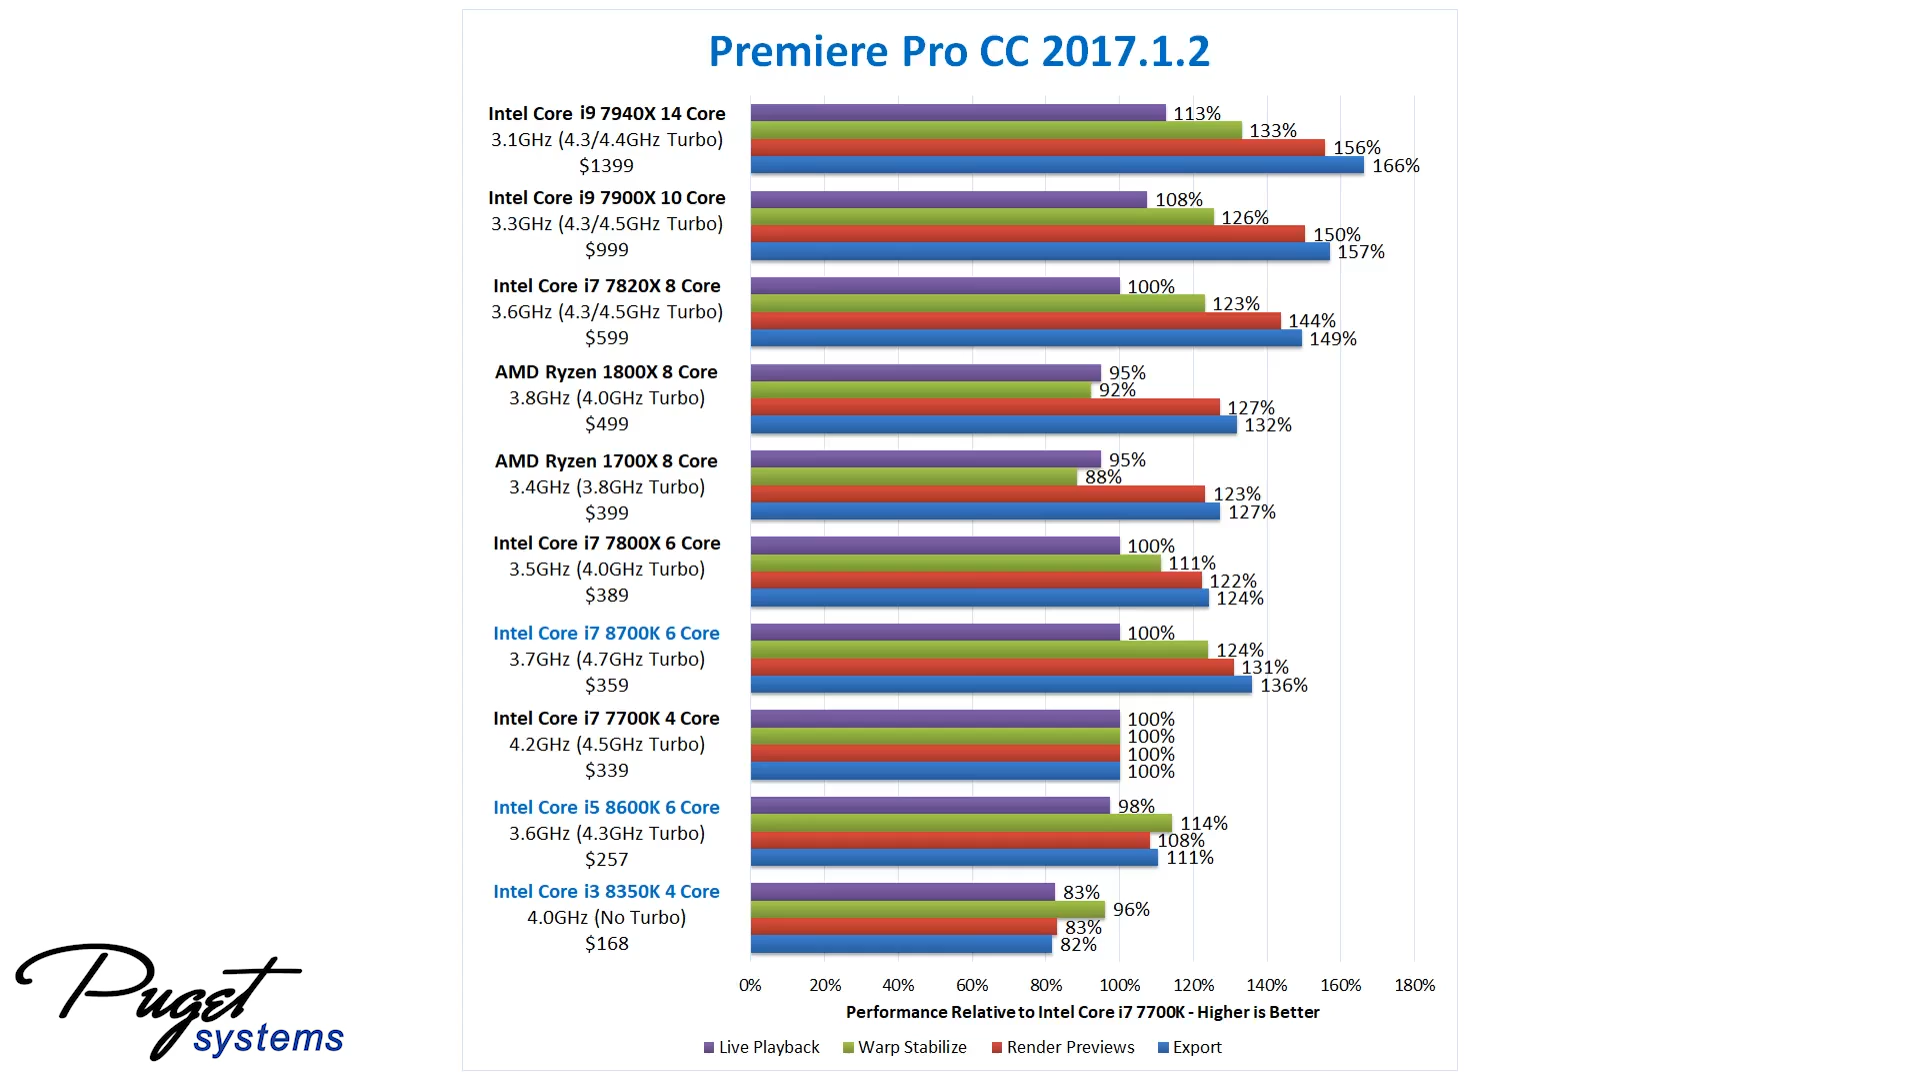 Premiere Pro CC 2017.1.2
Intel Core i9 7940X 14 Core
3.1GHz (4.3/4.4GHz Turbo)
$1399
113%
133%
156%
166%
Intel Core i9 7900X 10 Core
3.3GHz (4.3/4.5GHz Turbo)
$999
108%
126%
150%
157%
Intel Core i7 7820X 8 Core
3.6GHz (4.3/4.5GHz Turbo)
$599
100%
123%
144%
149%
AMD Ryzen 1800X 8 Core
3.8GHz (4.0GHz Turbo)
$499
95%
92%
127%
132%
AMD Ryzen 1700X 8 Core
3.4GHz (3.8GHz Turbo)
$399
95%
88%
123%
127%
Intel Core i7 7800X 6 Core
3.5GHz (4.0GHz Turbo)
$389
100%
111%
122%
124%
Intel Core i7 8700K 6 Core
3.7GHz (4.7GHz Turbo)
$359
100%
124%
131%
136%
Intel Core i7 7700K 4 Core
4.2GHz (4.5GHz Turbo)
$339
100%
100%
100%
100%
Intel Core i5 8600K 6 Core
3.6GHz (4.3GHz Turbo)
$257
98%
114%
108%
111%
Intel Core i3 8350K 4 Core
4.0GHz (No Turbo)
$168
83%
96%
83%
82%
0% 20% 40% 60% 80% 100% 120% 140% 160% 180%
Performance Relative to Intel Core i7 7700K - Higher is Better
Live Playback Warp Stabilize Render Previews Export
Puget
systems